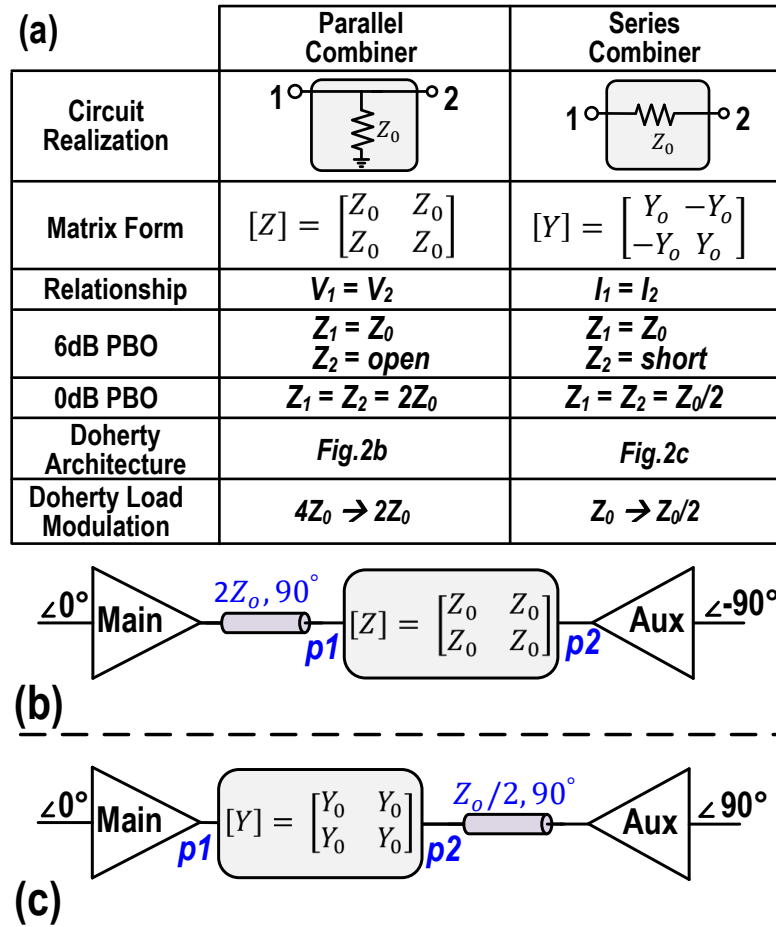 (a)
Parallel Combiner
Series Combiner
Circuit Realization
1 2
Z₀
1 2
Z₀
Matrix Form
[Z] = [Z₀ Z₀
Z₀ Z₀]
[Y] = [Yₒ −Yₒ
−Yₒ Yₒ]
Relationship
V₁ = V₂
I₁ = I₂
6dB PBO
Z₁ = Z₀
Z₂ = open
Z₁ = Z₀
Z₂ = short
0dB PBO
Z₁ = Z₂ = 2Z₀
Z₁ = Z₂ = Z₀/2
Doherty Architecture
Fig.2b
Fig.2c
Doherty Load Modulation
4Z₀ → 2Z₀
Z₀ → Z₀/2
∠0°
Main
2Zₒ, 90°
p1
[Z] = [Z₀ Z₀
Z₀ Z₀]
p2
Aux
∠-90°
(b)
∠0°
Main
p1
[Y] = [Y₀ Y₀
Y₀ Y₀]
p2
Zₒ/2, 90°
Aux
∠90°
(c)